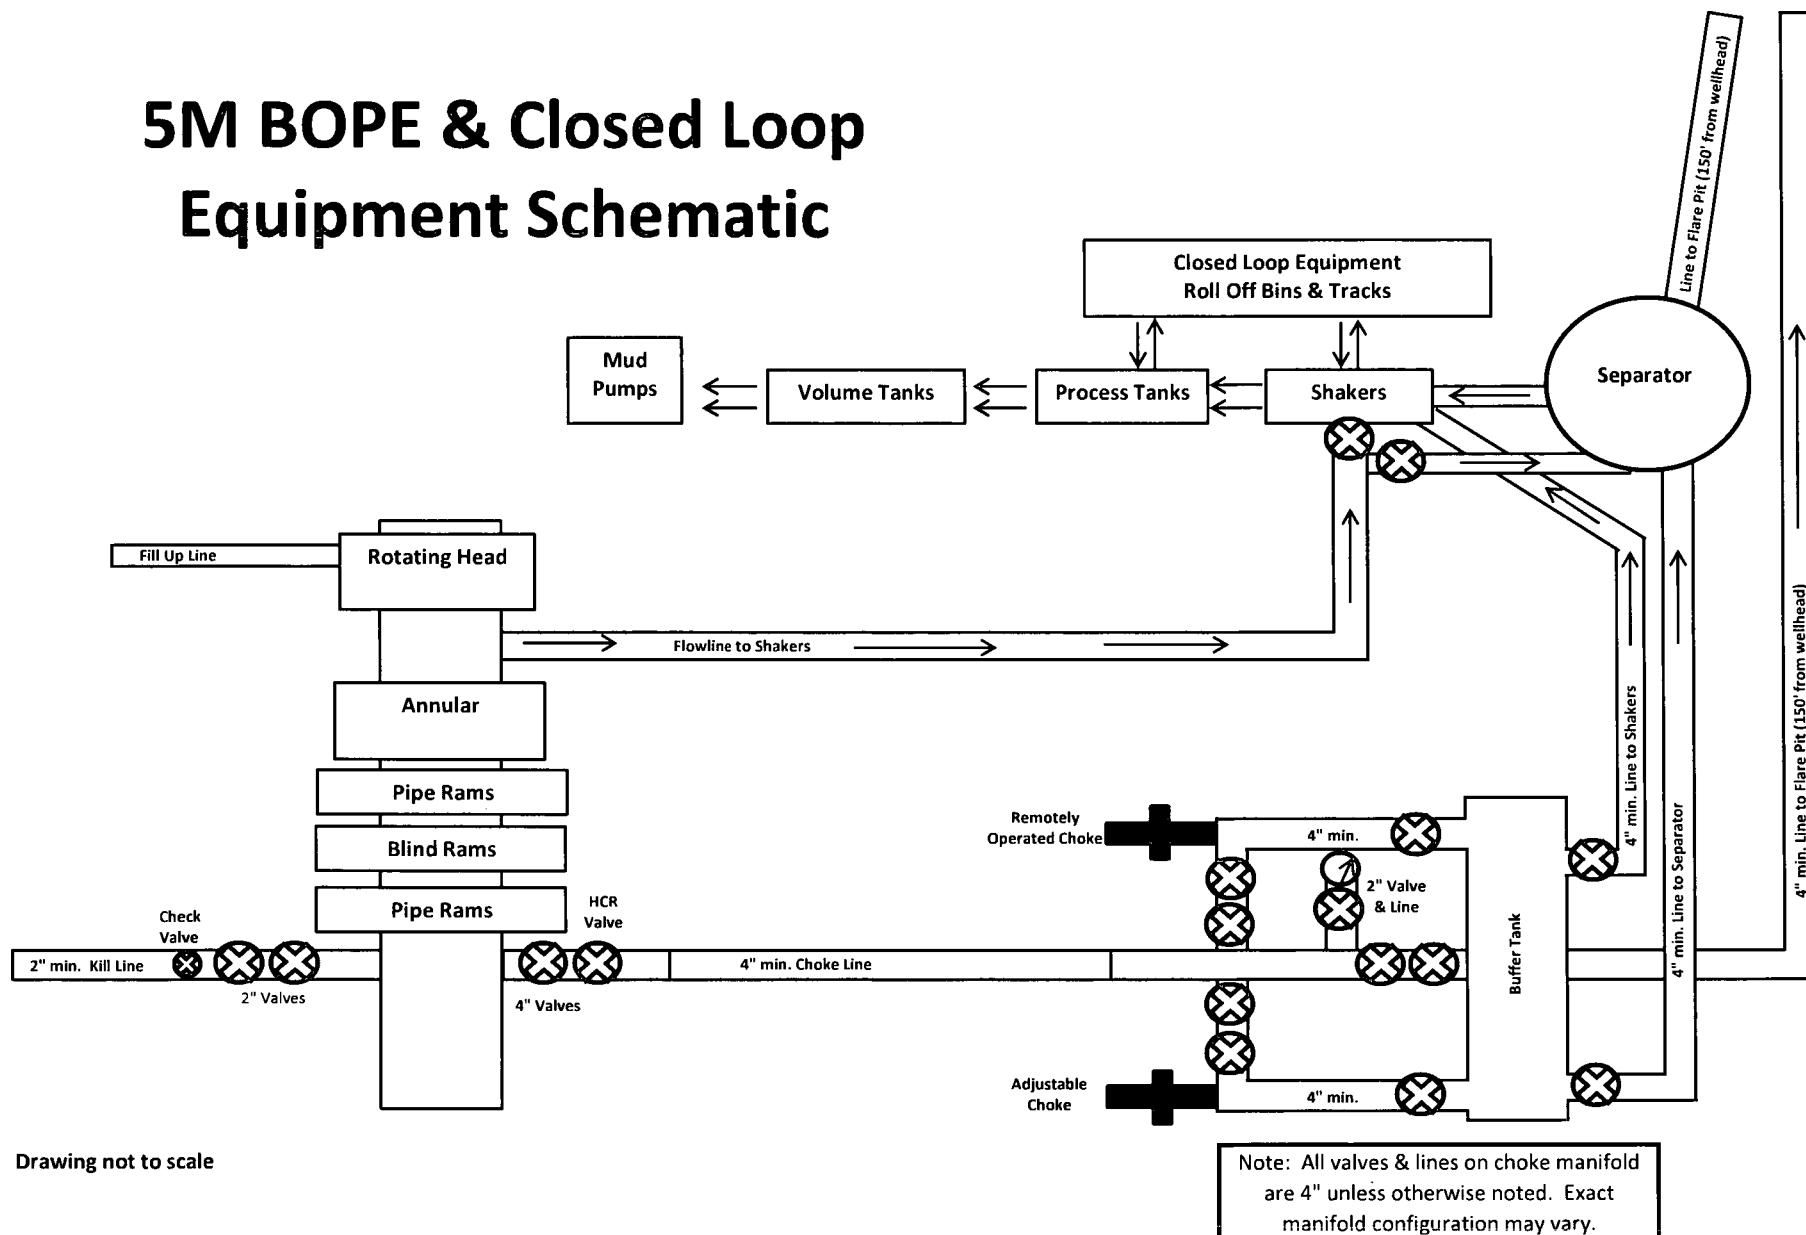 5M BOPE & Closed Loop
Equipment Schematic
Line to Flare Pit (150' from wellhead)
Closed Loop Equipment
Roll Off Bins & Tracks
Mud
Pumps
Volume Tanks
Process Tanks
Shakers
Separator
Fill Up Line
Rotating Head
Flowline to Shakers
Annular
Pipe Rams
Blind Rams
Pipe Rams
Check
Valve
HCR
Valve
2" min. Kill Line
2" Valves
4" Valves
4" min. Choke Line
Remotely
Operated Choke
4" min.
2" Valve
& Line
Buffer Tank
Adjustable
Choke
4" min.
4" min. Line to Shakers
4" min. Line to Separator
4" min. Line to Flare Pit (150' from wellhead)
Drawing not to scale
Note: All valves & lines on choke manifold
are 4" unless otherwise noted. Exact
manifold configuration may vary.